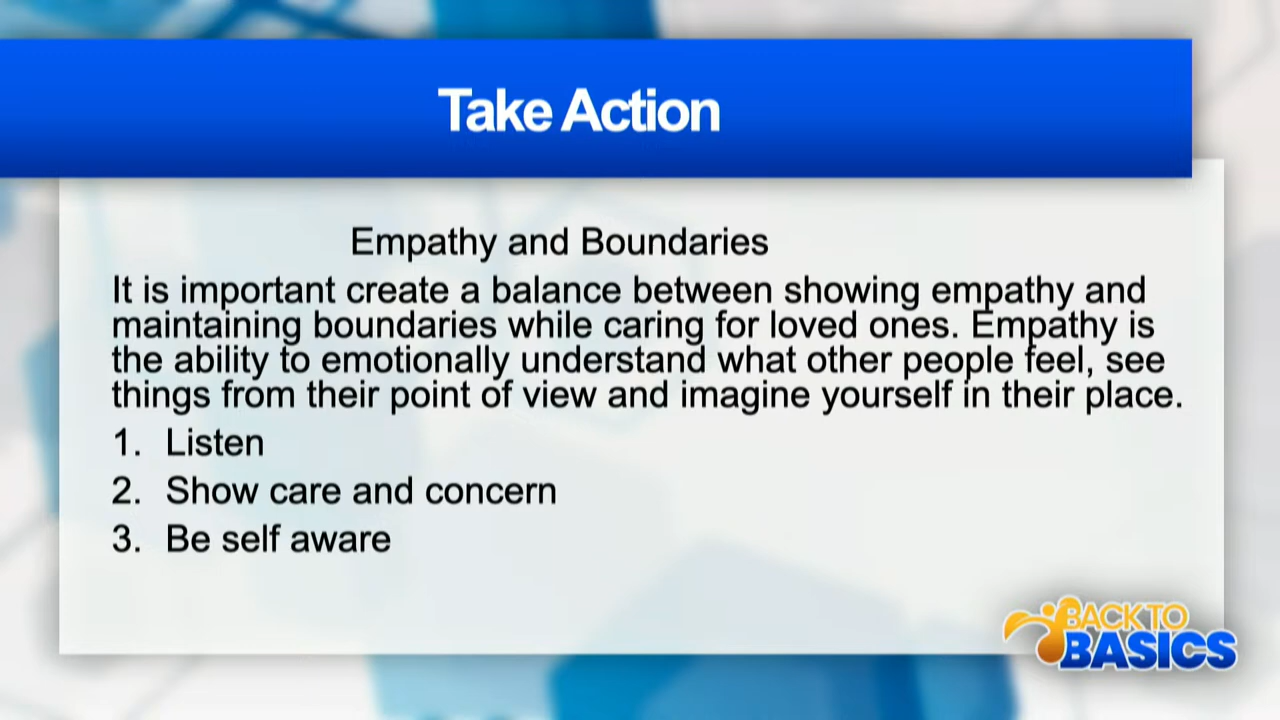 Take Action
Empathy and Boundaries
It is important create a balance between showing empathy and
maintaining boundaries while caring for loved ones. Empathy is
the ability to emotionally understand what other people feel, see
things from their point of view and imagine yourself in their place.
1. Listen
2. Show care and concern
3. Be self aware
BACK TO
BASICS